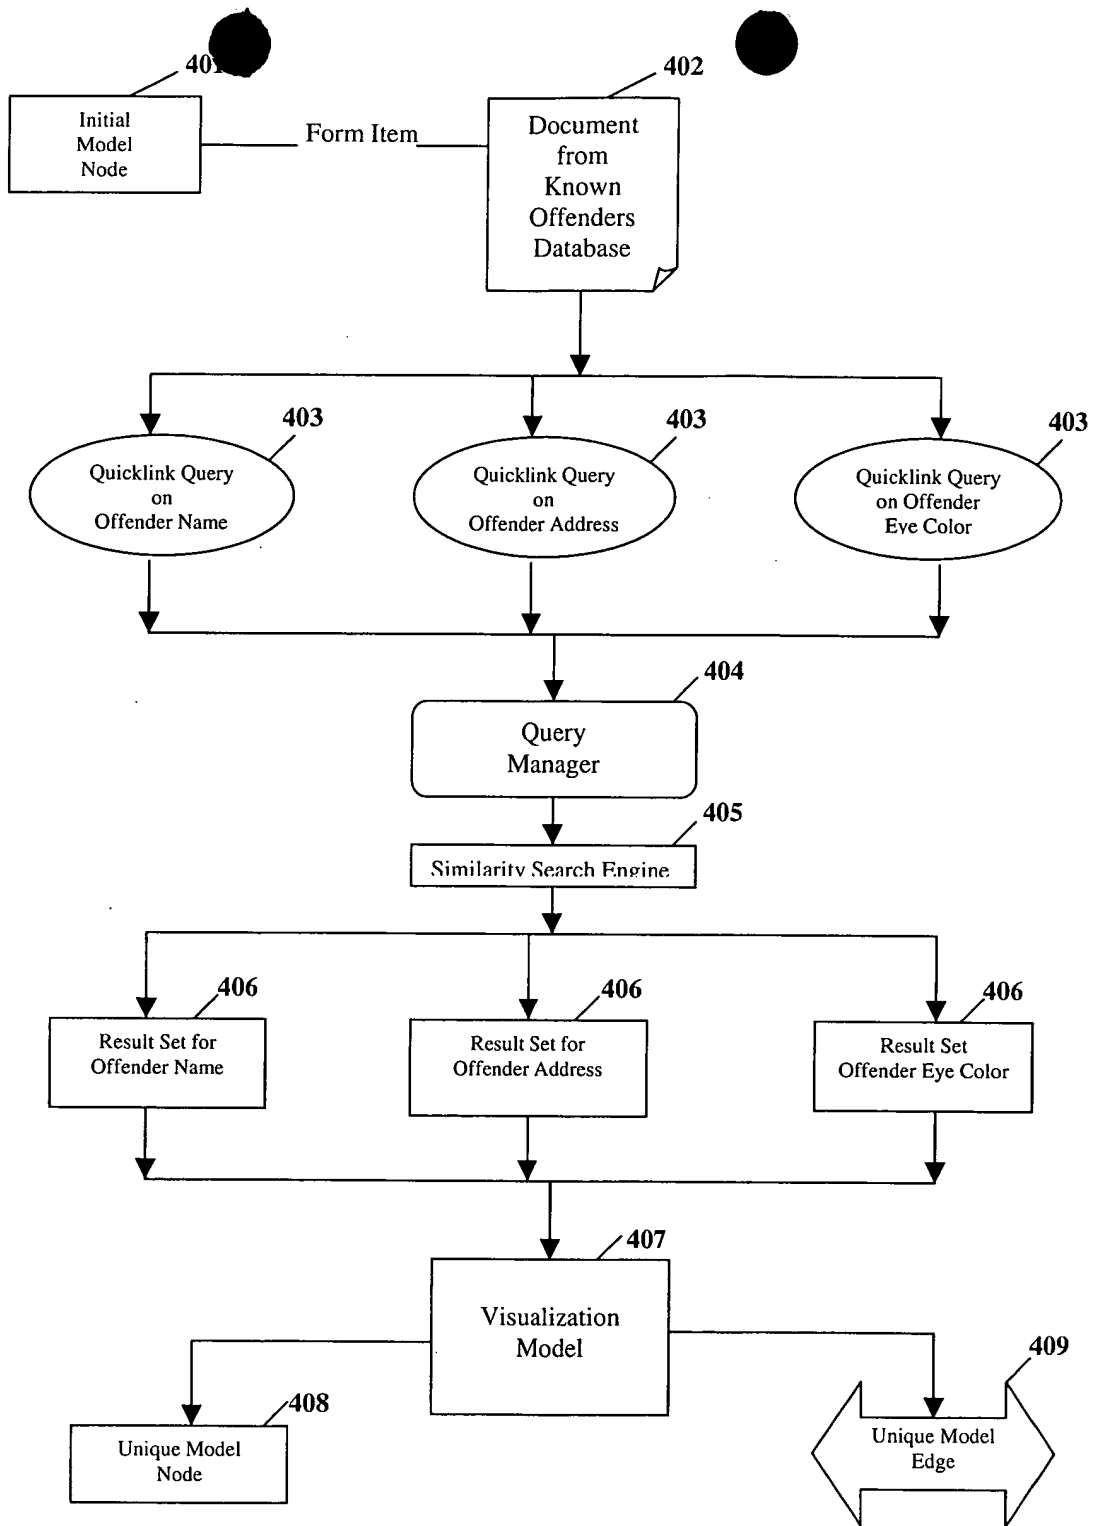 401
402
Initial
Model
Node
Form Item
Document
from
Known
Offenders
Database
403
403
403
Quicklink Query
on
Offender Name
Quicklink Query
on
Offender Address
Quicklink Query
on Offender
Eye Color
404
Query
Manager
405
Similarity Search Engine
406
406
406
Result Set for
Offender Name
Result Set for
Offender Address
Result Set
Offender Eye Color
407
Visualization
Model
408
409
Unique Model
Node
Unique Model
Edge